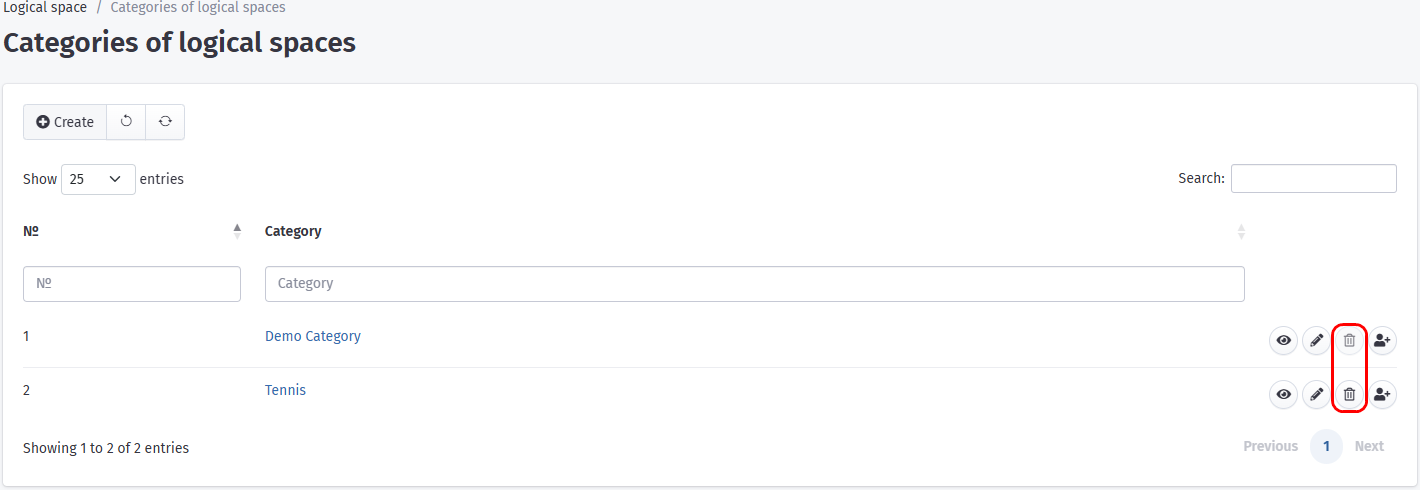 Logical space / Categories of logical spaces
Categories of logical spaces
Create
Show 25 entries Search:
№ Category
№ Category
1 Demo Category
2 Tennis
Showing 1 to 2 of 2 entries Previous 1 Next